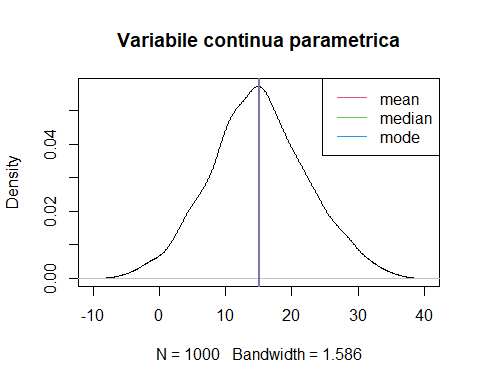 Variabile continua parametrica
mean
median
mode
Density
0.04
0.02
0.00
-10 0 10 20 30 40
N = 1000 Bandwidth = 1.586